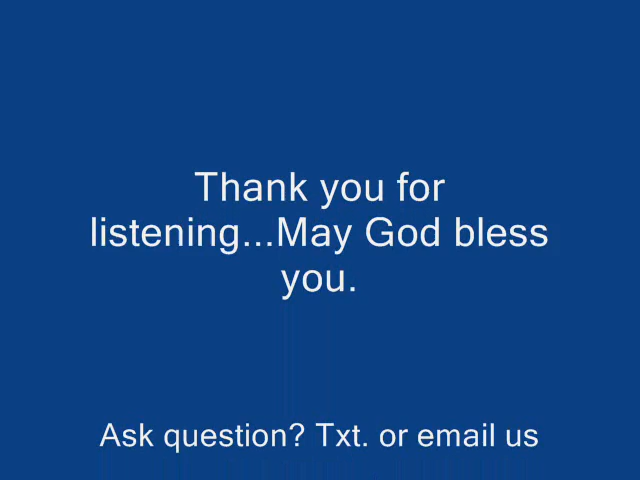 Thank you for
listening...May God bless
you.
Ask question? Txt. or email us